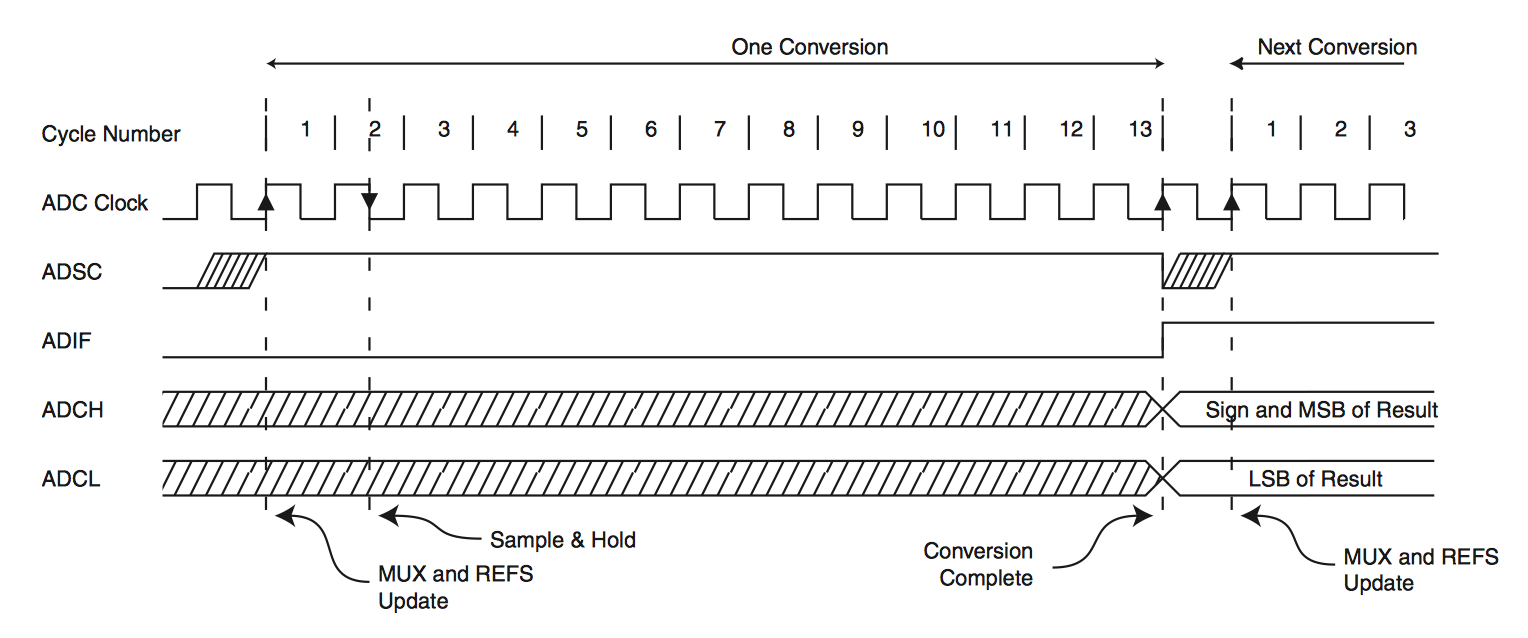 One Conversion
Next Conversion
Cycle Number 1 2 3 4 5 6 7 8 9 10 11 12 13 1 2 3
ADC Clock
ADSC
ADIF
ADCH Sign and MSB of Result
ADCL LSB of Result
Sample & Hold
MUX and REFS
Update
Conversion
Complete
MUX and REFS
Update